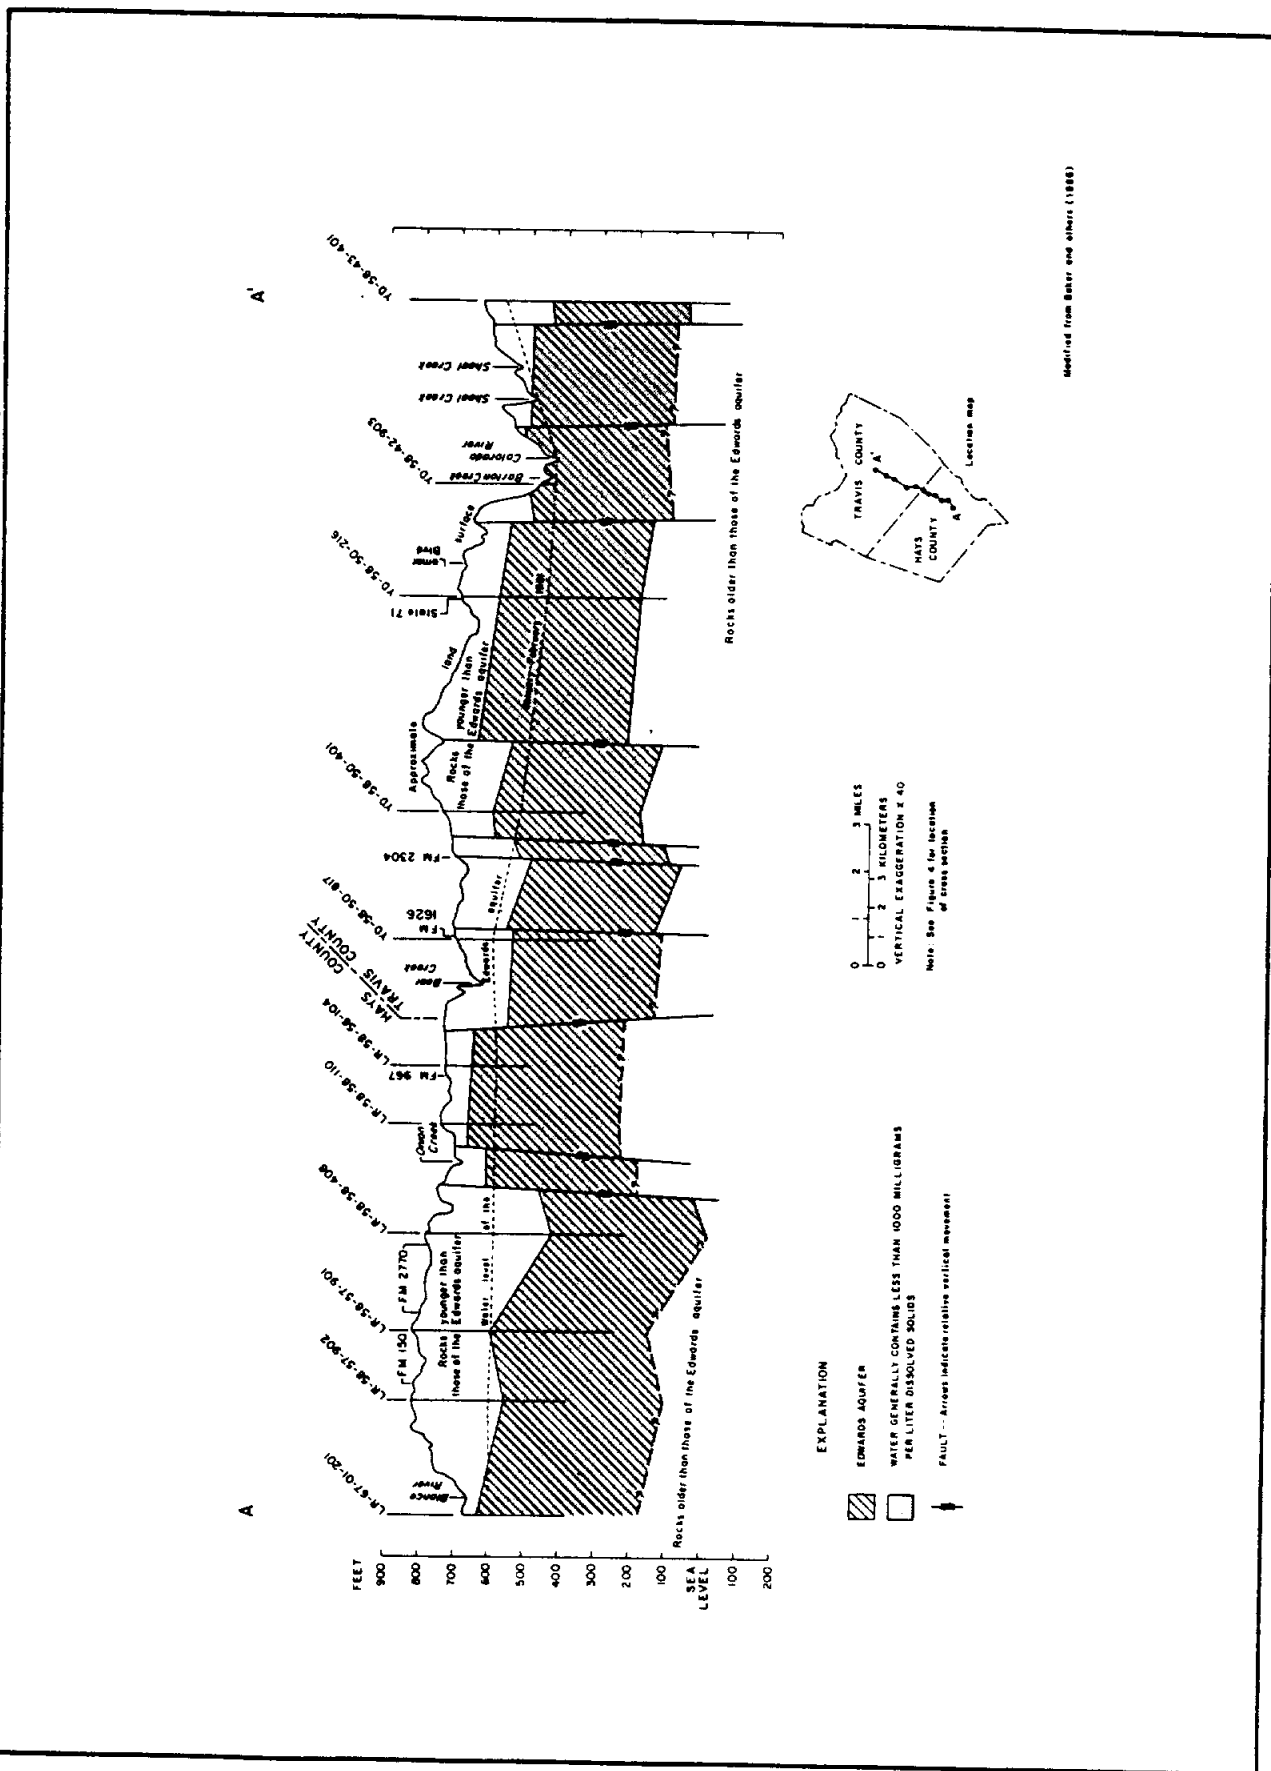 A
A'
LR-67-01-201
LR-58-57-902
LR-58-57-901
LR-58-58-408
LR-58-58-110
LR-58-58-104
HAYS COUNTY
TRAVIS COUNTY
YD-58-50-817
YD-58-50-401
YD-58-50-216
YD-58-42-903
YD-58-43-401
FEET
900
800
700
600
500
400
300
200
100
SEA
LEVEL
100
200
Blanco
River
FM 150
FM 2770
Onion
Creek
FM 967
Bear
Creek
FM
1626
FM 2304
Approximate land surface
State 71
Lamar
Blvd
Barton Creek
Colorado
River
Shoal Creek
Shoal Creek
Rocks younger than
those of the Edwards aquifer
Water level of the Edwards aquifer January-February 1981
Rocks younger than
those of the Edwards aquifer
Rocks older than those of the Edwards aquifer
Rocks older than those of the Edwards aquifer
EXPLANATION
EDWARDS AQUIFER
WATER GENERALLY CONTAINS LESS THAN 1000 MILLIGRAMS
PER LITER DISSOLVED SOLIDS
FAULT -- Arrows indicate relative vertical movement
0 1 2 3 MILES
0 1 2 3 KILOMETERS
VERTICAL EXAGGERATION X 40
Note: See Figure 4 for location
of cross section
TRAVIS COUNTY
HAYS
COUNTY
A
A'
Location map
Modified from Baker and others (1986)